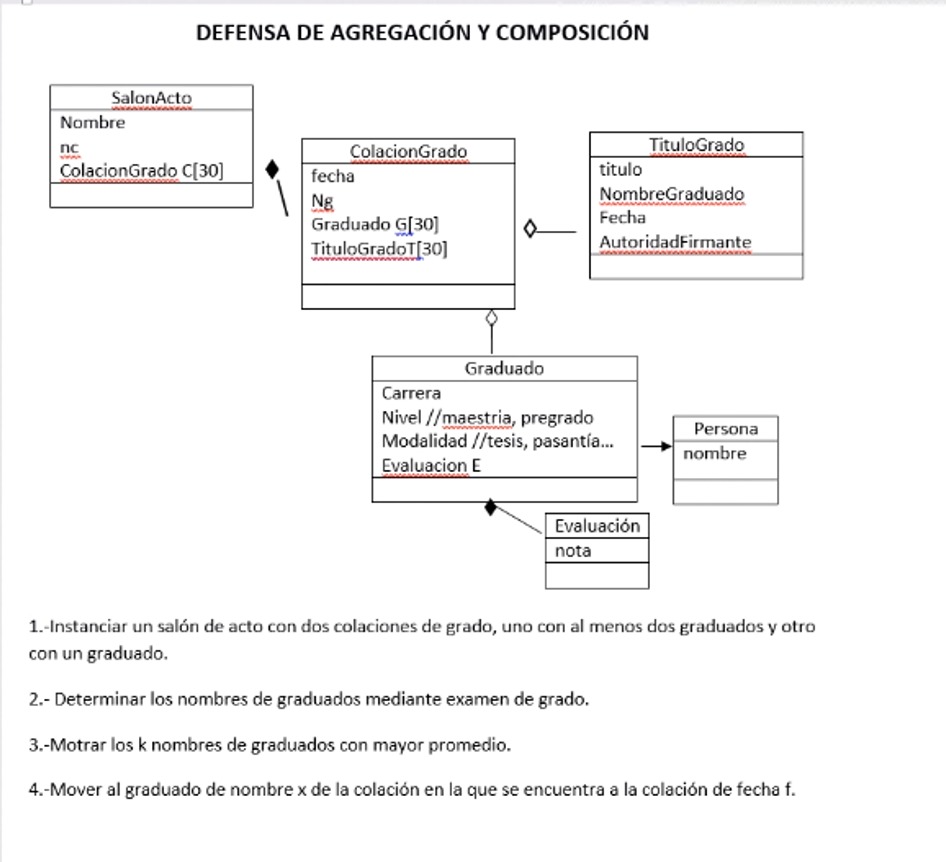 DEFENSA DE AGREGACIÓN Y COMPOSICIÓN
SalonActo
Nombre
nc
ColacionGrado C[30]
ColacionGrado
fecha
Ng
Graduado G[30]
TituloGradoT[30]
TituloGrado
titulo
NombreGraduado
Fecha
AutoridadFirmante
Graduado
Carrera
Nivel //maestria, pregrado
Modalidad //tesis, pasantía...
Evaluacion E
Persona
nombre
Evaluación
nota
1.-Instanciar un salón de acto con dos colaciones de grado, uno con al menos dos graduados y otro
con un graduado.
2.- Determinar los nombres de graduados mediante examen de grado.
3.-Motrar los k nombres de graduados con mayor promedio.
4.-Mover al graduado de nombre x de la colación en la que se encuentra a la colación de fecha f.